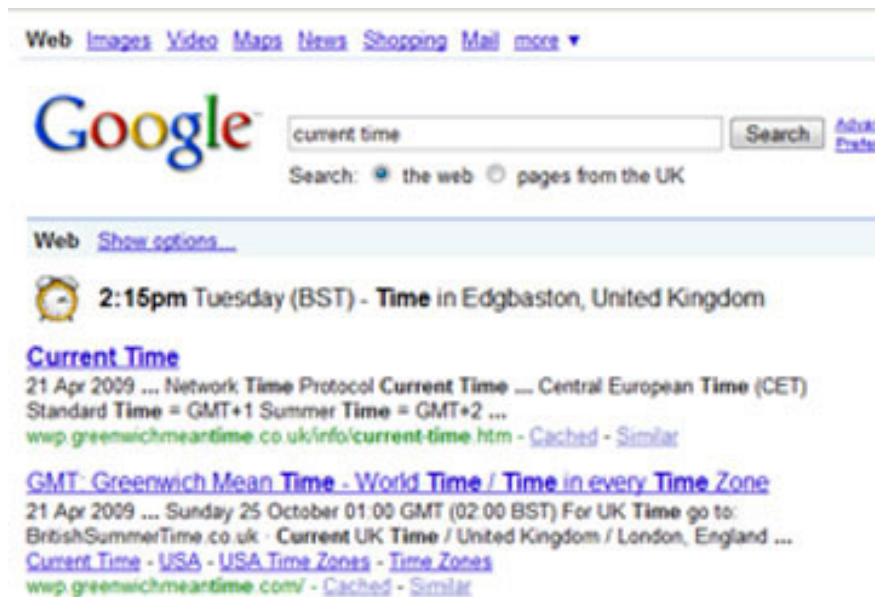 Web Images Video Maps News Shopping Mail more ▼
Google™
current time Search
Search: the web pages from the UK
Web Show options...
2:15pm Tuesday (BST) - Time in Edgbaston, United Kingdom
Current Time
21 Apr 2009 ... Network Time Protocol Current Time .... Central European Time (CET)
Standard Time = GMT+1 Summer Time = GMT+2 ...
wwp.greenwichmeantime.co.uk/info/current-time.htm - Cached - Similar
GMT: Greenwich Mean Time - World Time / Time in every Time Zone
21 Apr 2009 ... Sunday 25 October 01:00 GMT (02:00 BST) For UK Time go to:
BritishSummerTime.co.uk · Current UK Time / United Kingdom / London, England ...
Current Time - USA - USA Time Zones - Time Zones
wwp.greenwichmeantime.com/ - Cached - Similar